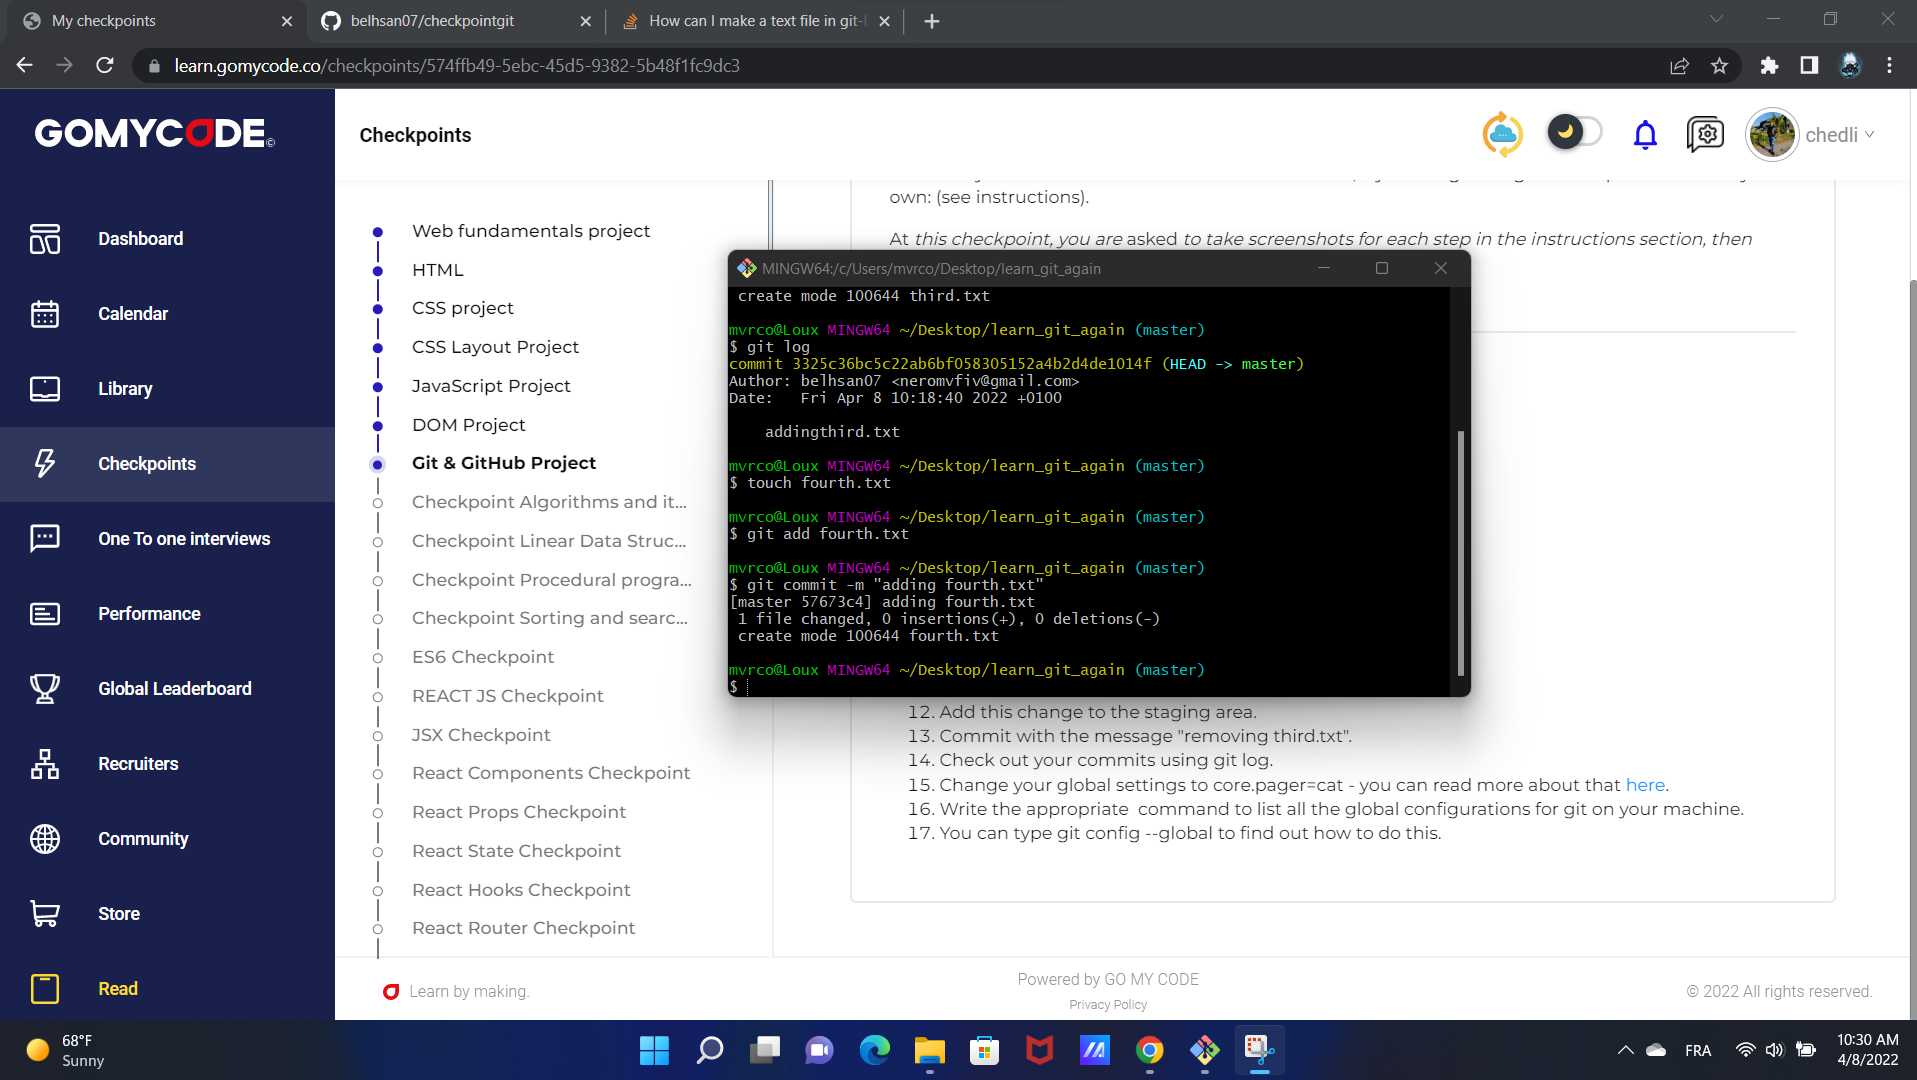 My checkpoints
belhsan07/checkpointgit
How can I make a text file in git-
learn.gomycode.co/checkpoints/574ffb49-5ebc-45d5-9382-5b48f1fc9dc3
GOMYCODE
Checkpoints
chedli
Dashboard
Calendar
Library
Checkpoints
One To one interviews
Performance
Global Leaderboard
Recruiters
Community
Store
Read
Web fundamentals project
HTML
CSS project
CSS Layout Project
JavaScript Project
DOM Project
Git & GitHub Project
Checkpoint Algorithms and it...
Checkpoint Linear Data Struc...
Checkpoint Procedural progra...
Checkpoint Sorting and searc...
ES6 Checkpoint
REACT JS Checkpoint
JSX Checkpoint
React Components Checkpoint
React Props Checkpoint
React State Checkpoint
React Hooks Checkpoint
React Router Checkpoint
own: (see instructions).
At this checkpoint, you are asked to take screenshots for each step in the instructions section, then
MINGW64:/c/Users/mvrco/Desktop/learn_git_again
create mode 100644 third.txt
mvrco@Loux MINGW64 ~/Desktop/learn_git_again (master)
$ git log
commit 3325c36bc5c22ab6bf058305152a4b2d4de1014f (HEAD -> master)
Author: belhsan07 <neromvfiv@gmail.com>
Date:   Fri Apr 8 10:18:40 2022 +0100
addingthird.txt
mvrco@Loux MINGW64 ~/Desktop/learn_git_again (master)
$ touch fourth.txt
mvrco@Loux MINGW64 ~/Desktop/learn_git_again (master)
$ git add fourth.txt
mvrco@Loux MINGW64 ~/Desktop/learn_git_again (master)
$ git commit -m "adding fourth.txt"
[master 57673c4] adding fourth.txt
1 file changed, 0 insertions(+), 0 deletions(-)
create mode 100644 fourth.txt
mvrco@Loux MINGW64 ~/Desktop/learn_git_again (master)
$
12. Add this change to the staging area.
13. Commit with the message "removing third.txt".
14. Check out your commits using git log.
15. Change your global settings to core.pager=cat - you can read more about that here.
16. Write the appropriate  command to list all the global configurations for git on your machine.
17. You can type git config --global to find out how to do this.
Learn by making.
Powered by GO MY CODE
Privacy Policy
© 2022 All rights reserved.
68°F
Sunny
FRA
10:30 AM
4/8/2022